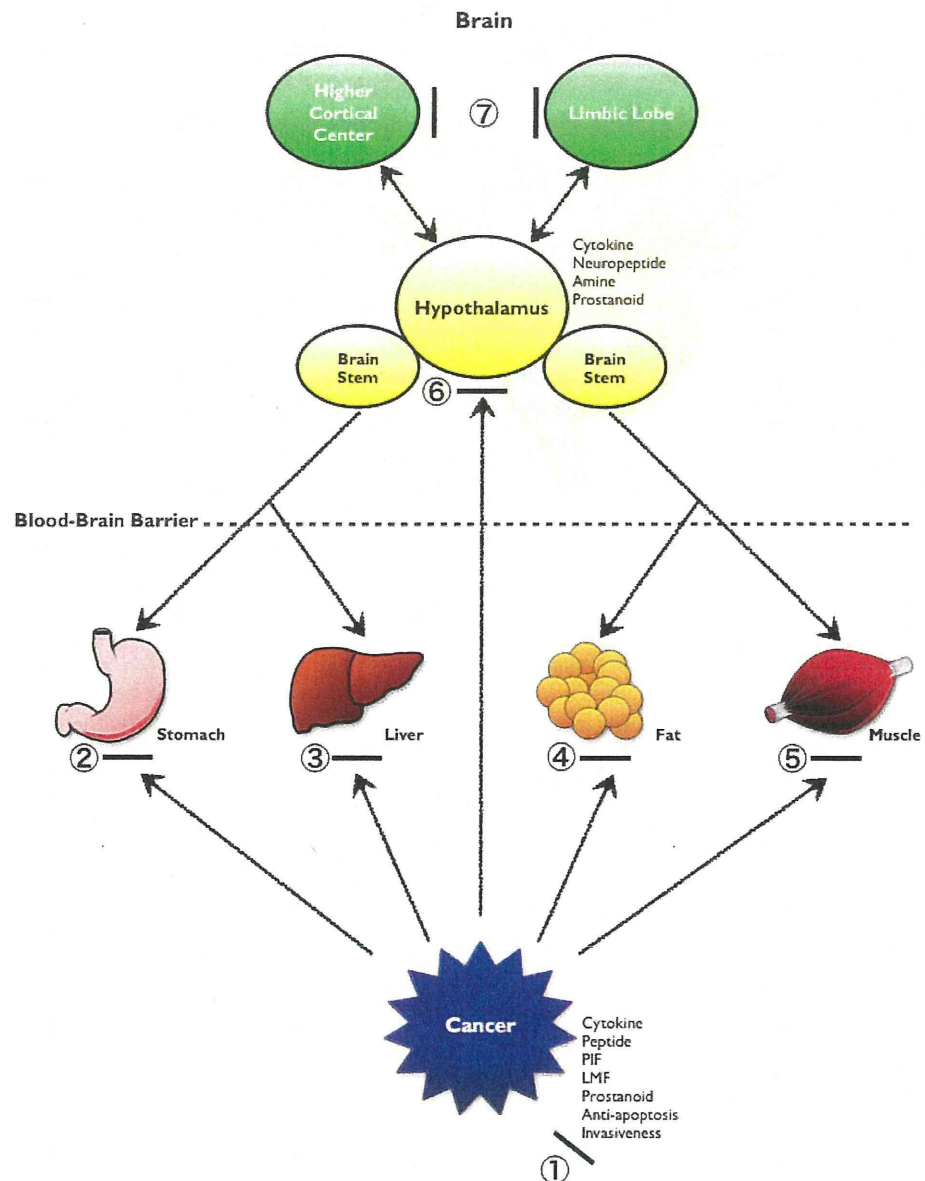 Brain
Higher
Cortical
Center
⑦
Limbic Lobe
Cytokine
Neuropeptide
Amine
Prostanoid
Hypothalamus
Brain
Stem
Brain
Stem
⑥
Blood-Brain Barrier
Stomach
Liver
Fat
Muscle
②
③
④
⑤
Cancer
Cytokine
Peptide
PIF
LMF
Prostanoid
Anti-apoptosis
Invasiveness
①